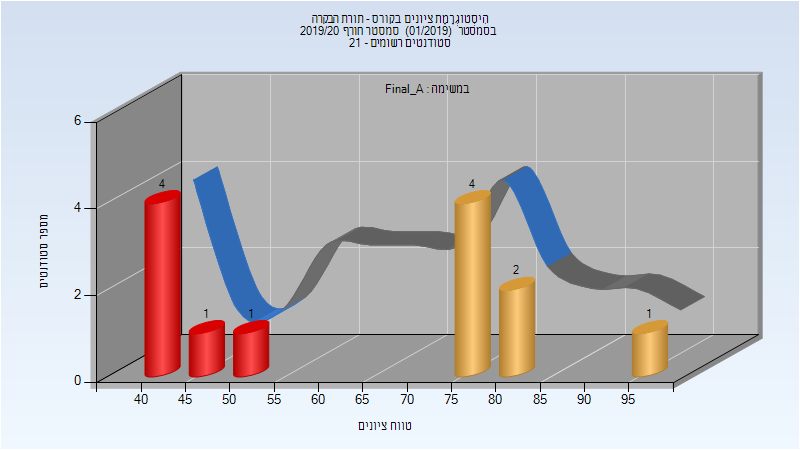 היסטוגרמת ציונים בקורס - תורת הבקרה
בסמסטר (01/2019) סמסטר חורף 2019/20
סטודנטים רשומים - 21
במשימה : Final_A
מספר סטודנטים
6
4
2
0
4
1
1
4
2
1
40 45 50 55 60 65 70 75 80 85 90 95
טווח ציונים